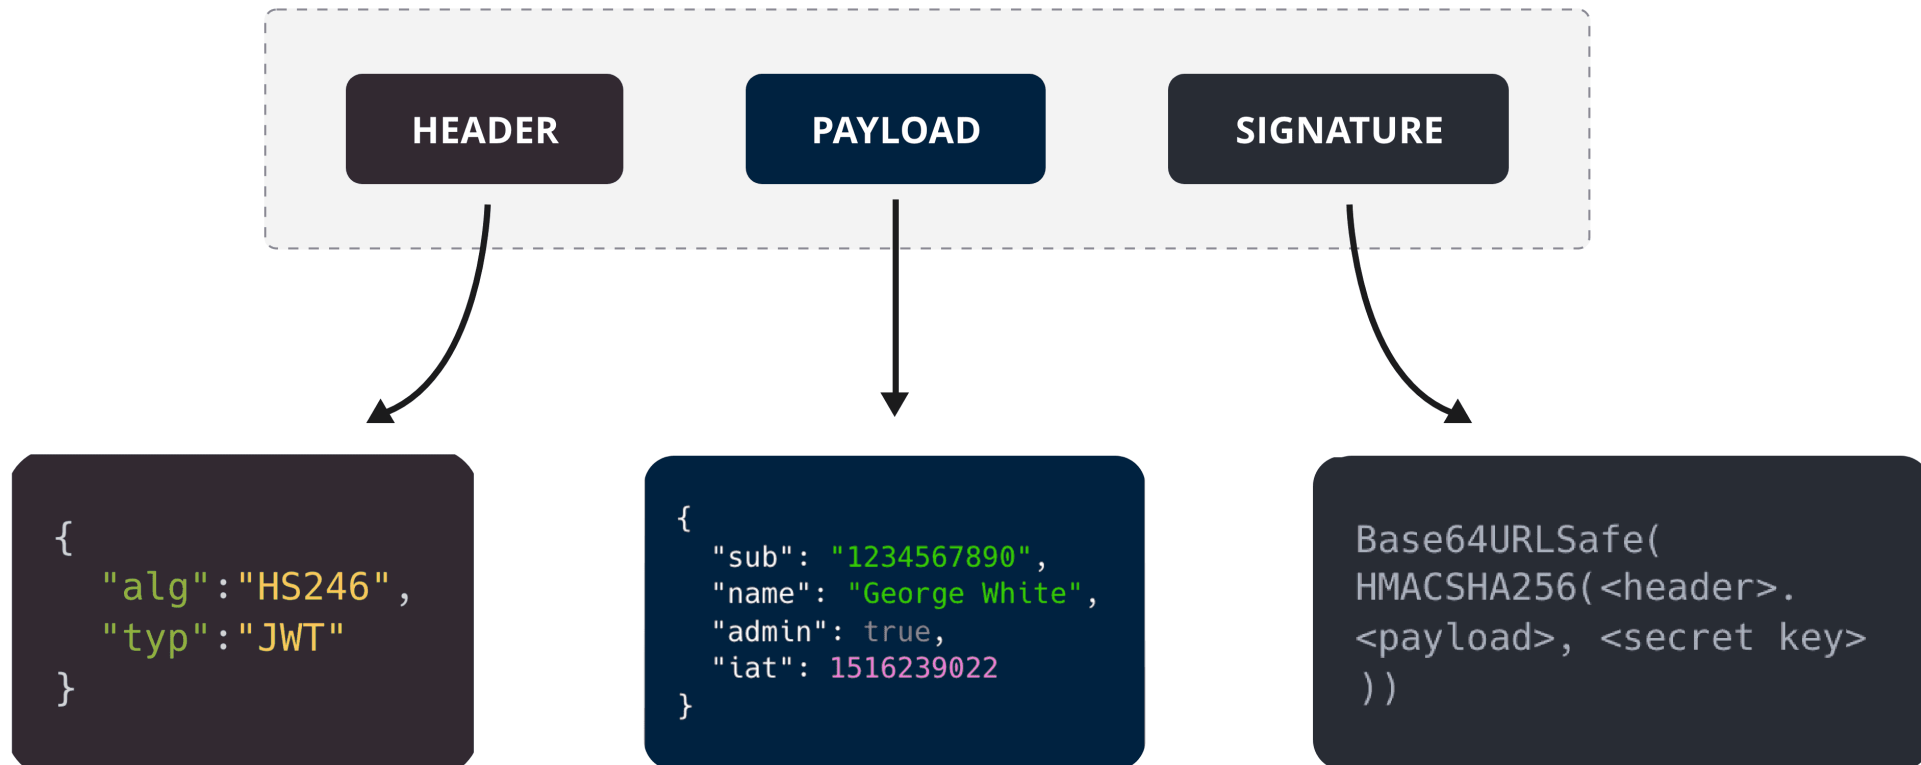 HEADER
PAYLOAD
SIGNATURE
{
"alg":"HS246",
"typ":"JWT"
}
{
"sub": "1234567890",
"name": "George White",
"admin": true,
"iat": 1516239022
}
Base64URLSafe(
HMACSHA256(<header>.
<payload>, <secret key>
))